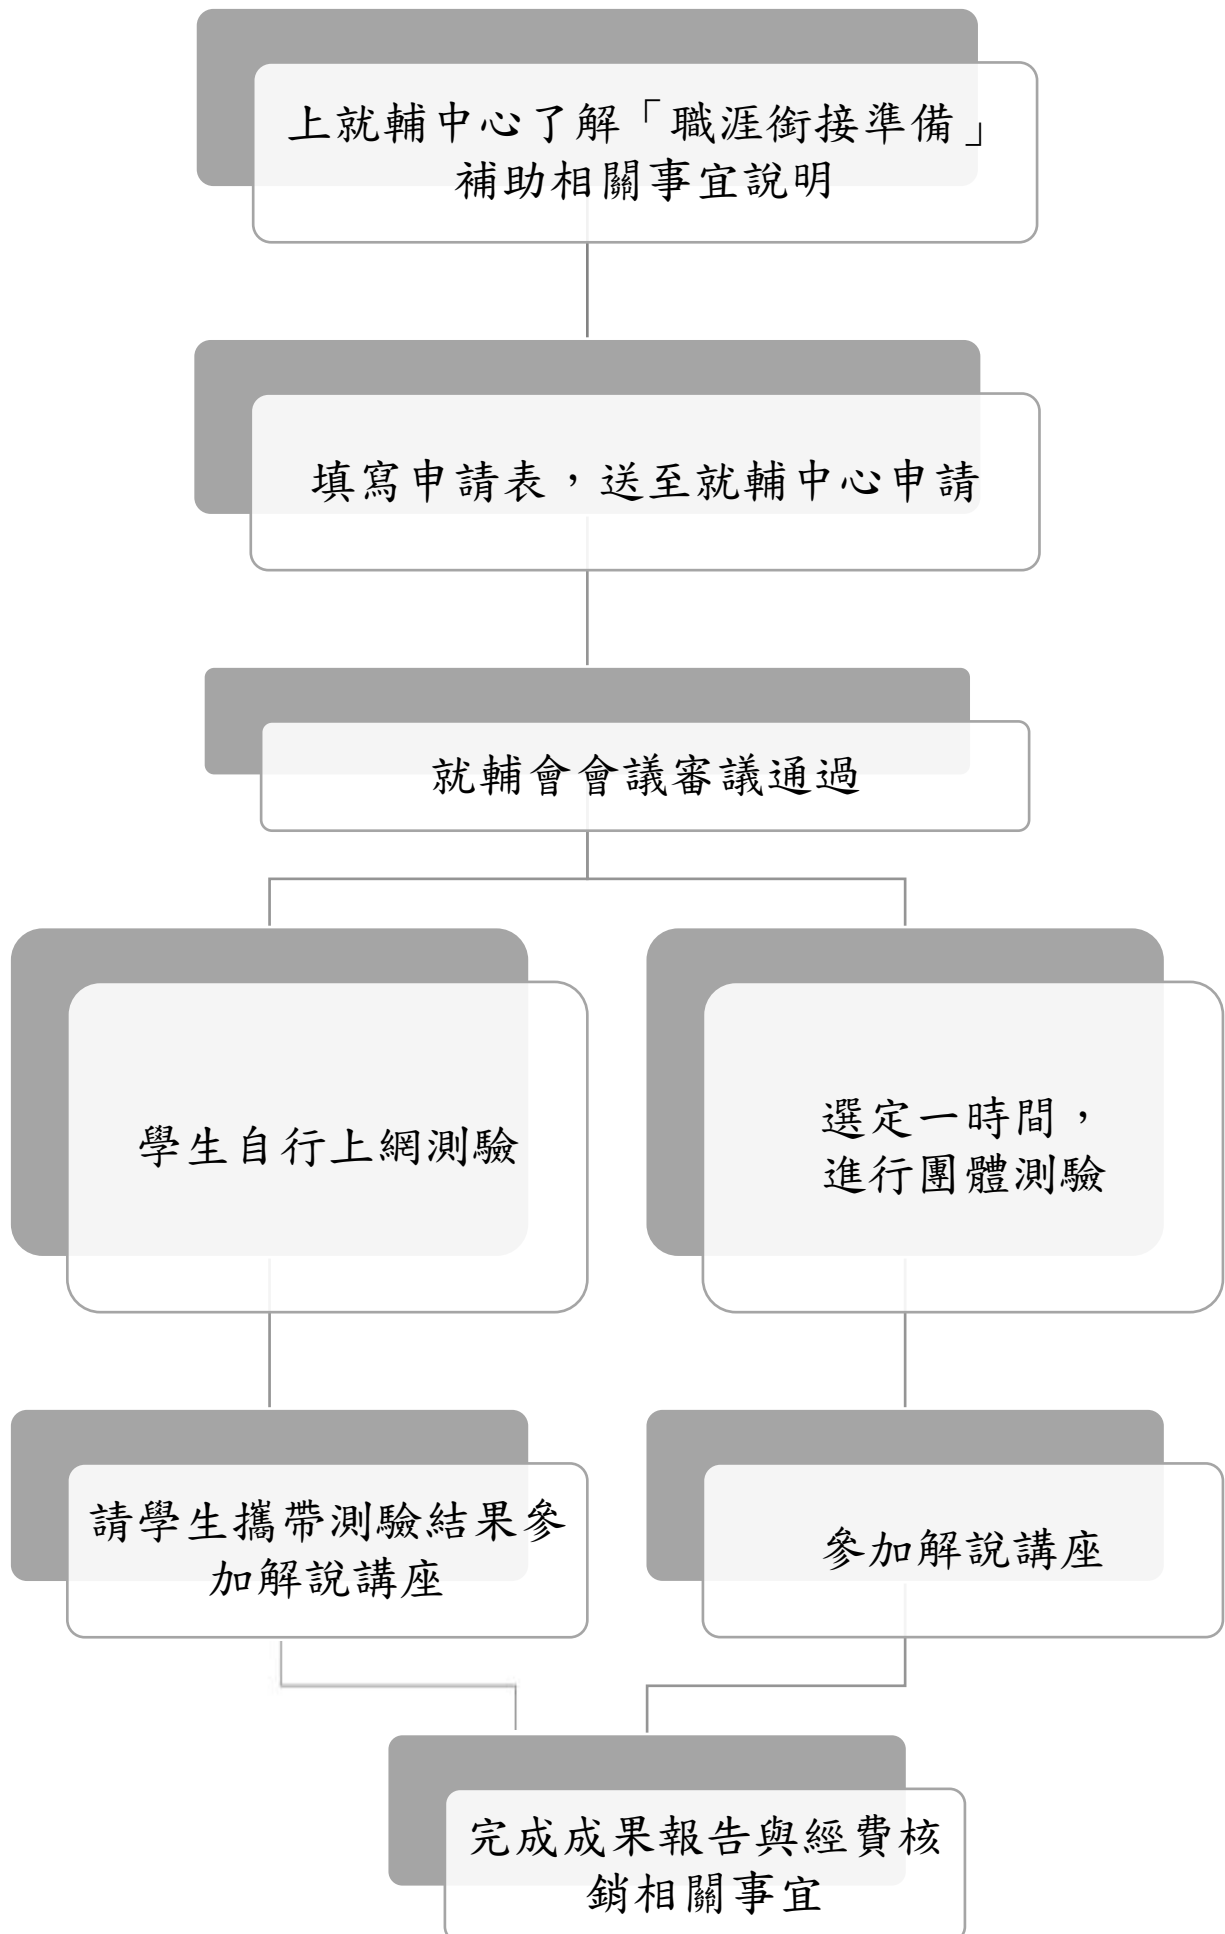 上就輔中心了解「職涯銜接準備」
補助相關事宜說明
填寫申請表，送至就輔中心申請
就輔會會議審議通過
學生自行上網測驗
選定一時間，
進行團體測驗
請學生攜帶測驗結果參
加解說講座
參加解說講座
完成成果報告與經費核
銷相關事宜